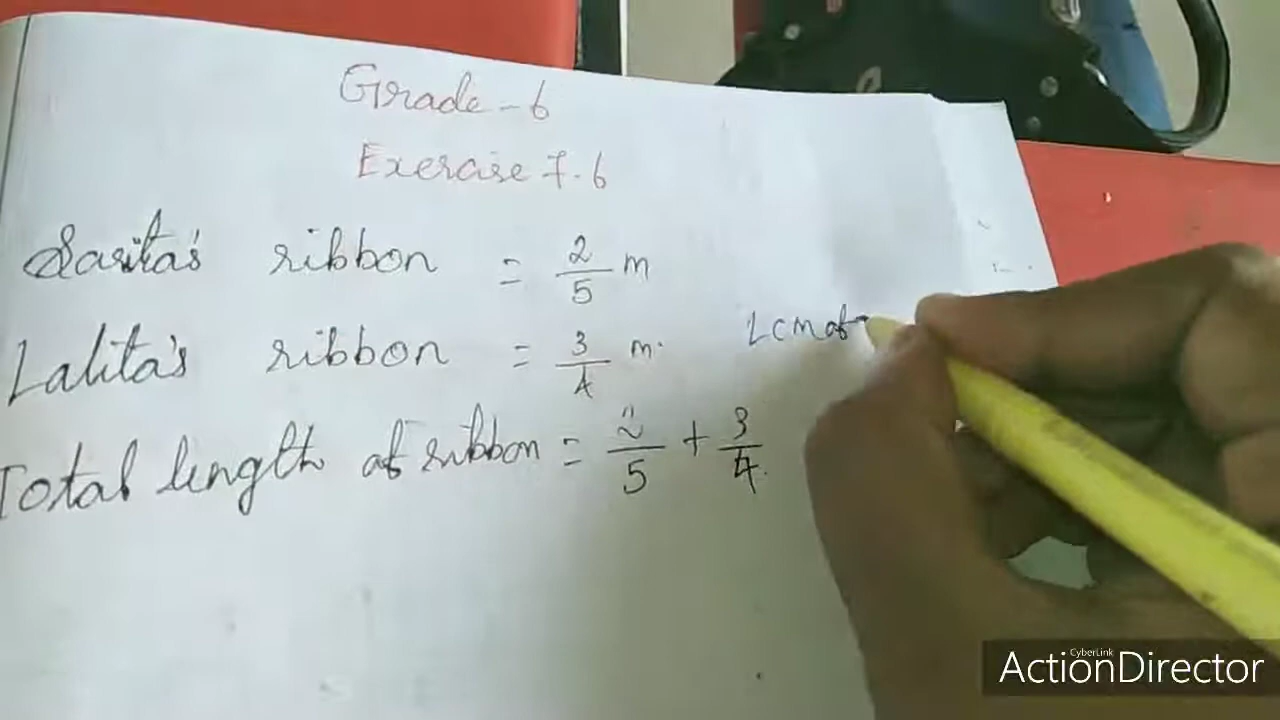 Grade - 6
Exercise 7.6
Sarita's ribbon = 2/5 m
Lalita's ribbon = 3/4 m.
LCM of
Total length of ribbon = 2/5 + 3/4
CyberLink
ActionDirector